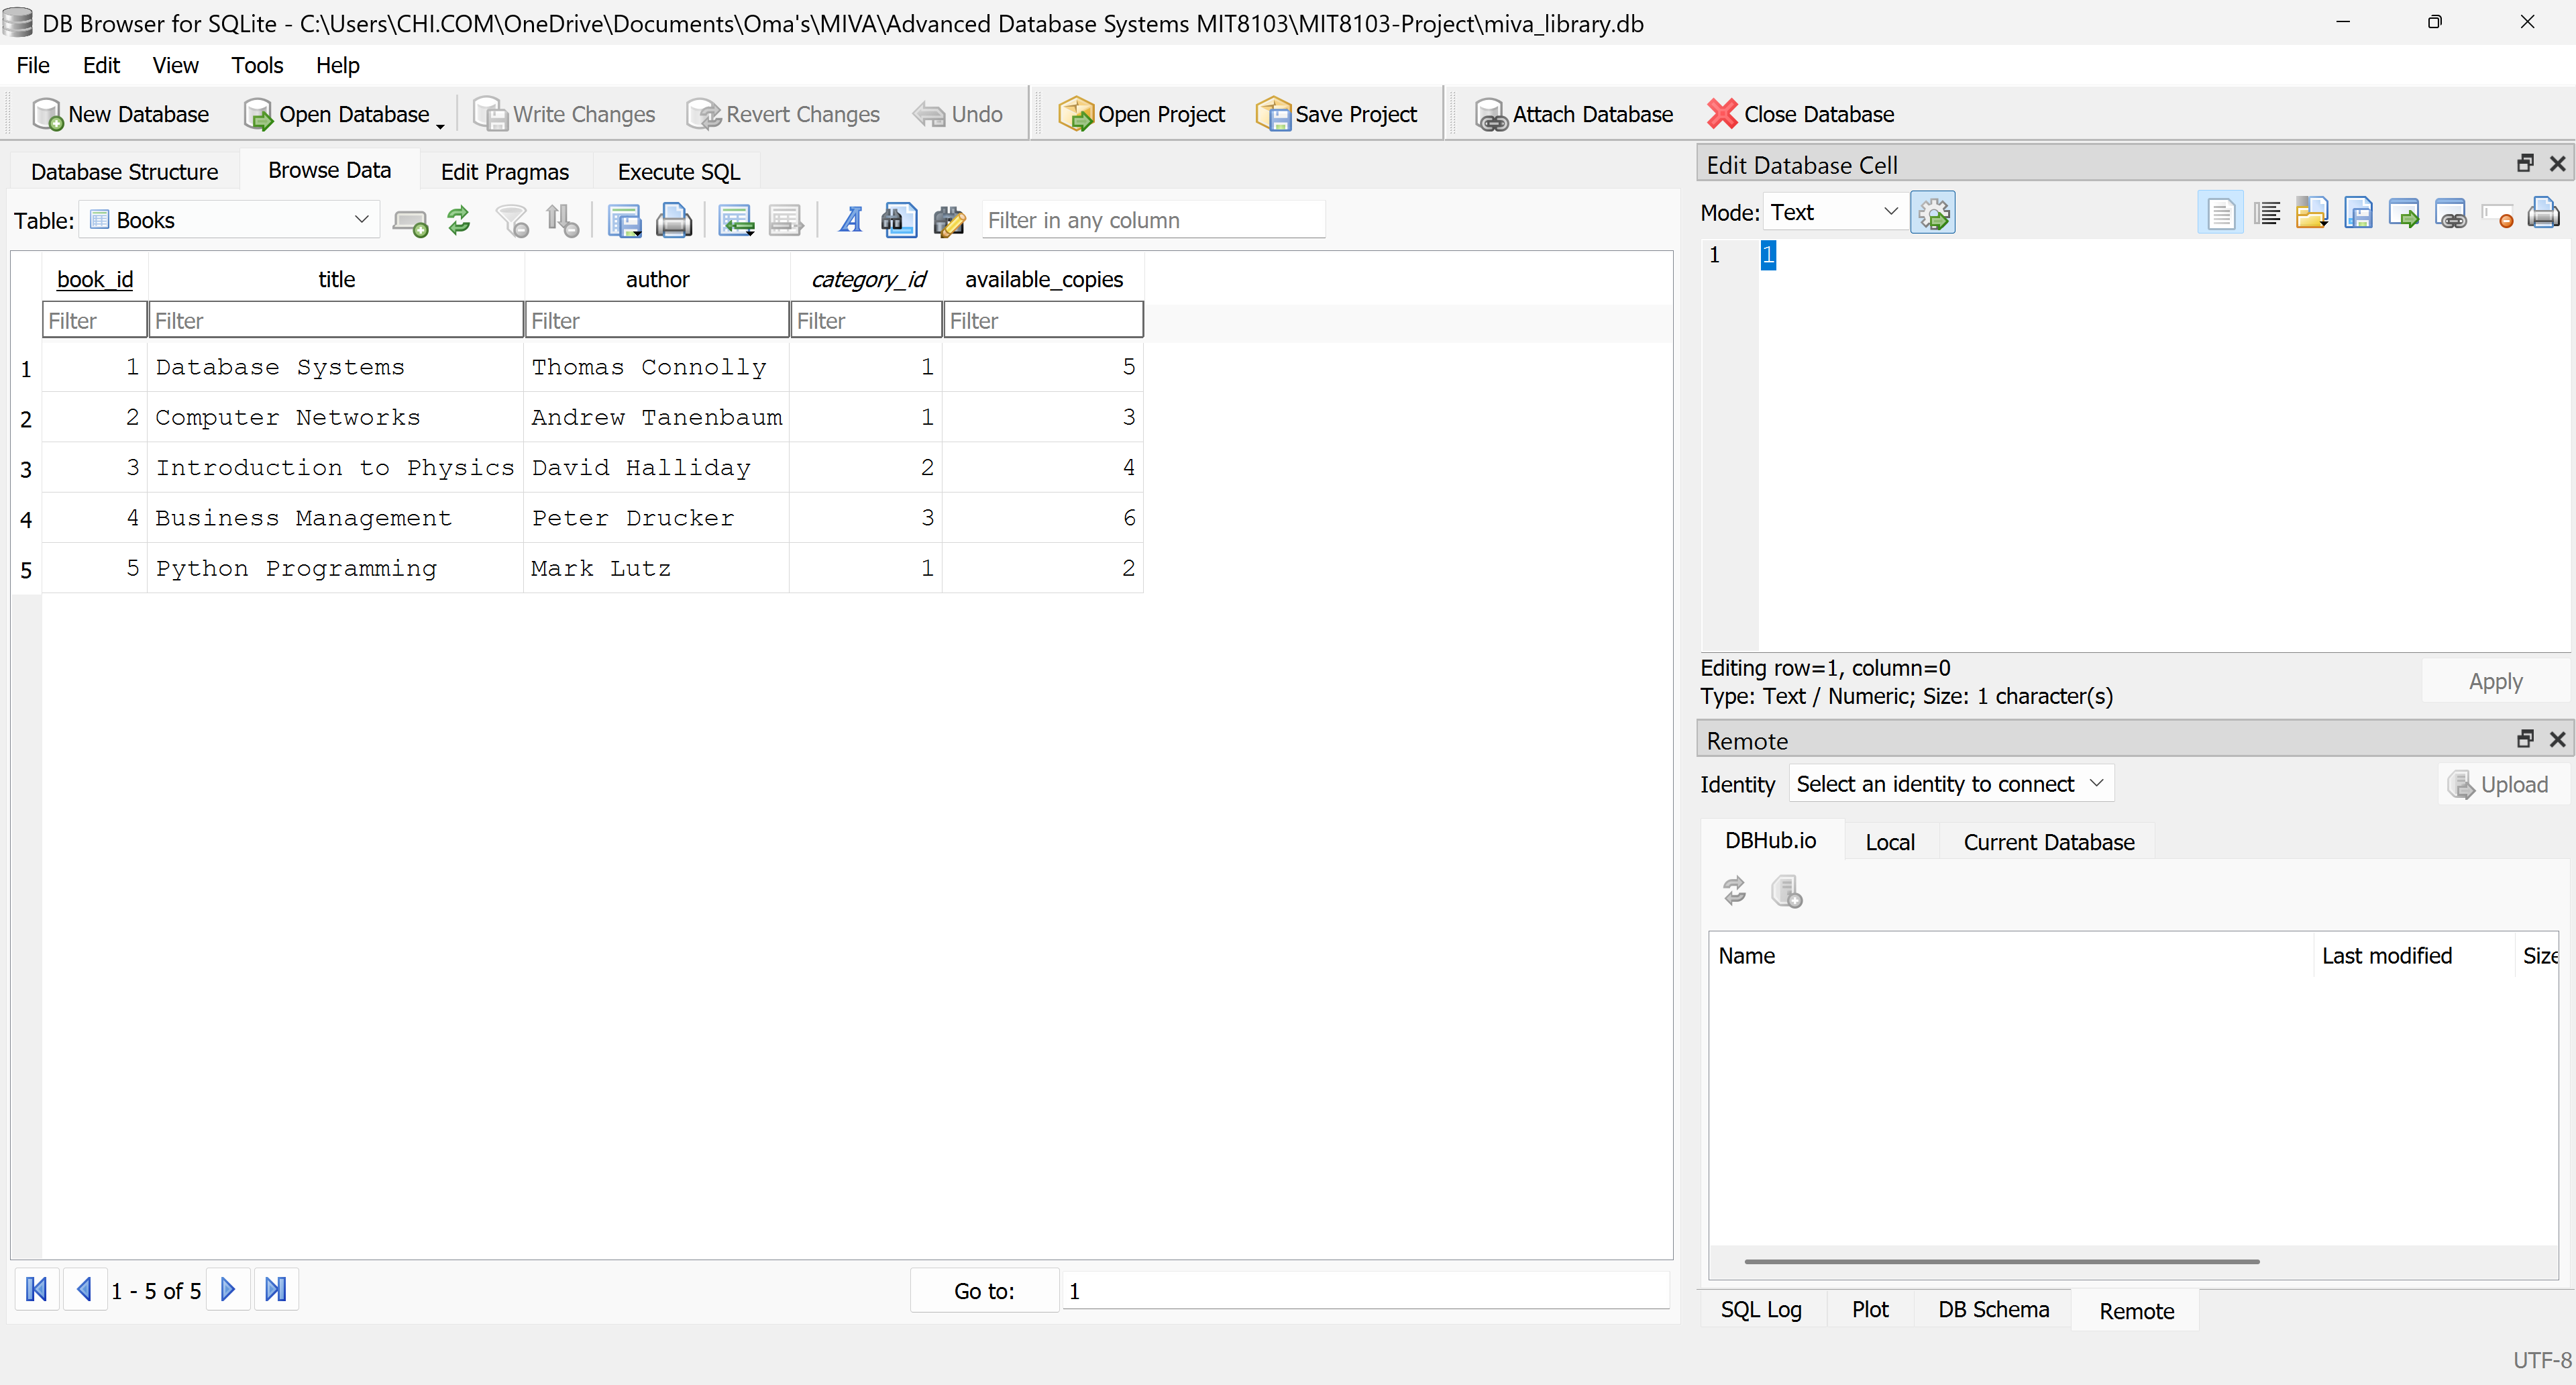 DB Browser for SQLite - C:\Users\CHI.COM\OneDrive\Documents\Oma's\MIVA\Advanced Database Systems MIT8103\MIT8103-Project\miva_library.db
File Edit View Tools Help
New Database Open Database Write Changes Revert Changes Undo Open Project Save Project Attach Database Close Database
Database Structure Browse Data Edit Pragmas Execute SQL
Table: Books Filter in any column
book_id title author category_id available_copies
Filter Filter Filter Filter Filter
1 1 Database Systems Thomas Connolly 1 5
2 2 Computer Networks Andrew Tanenbaum 1 3
3 3 Introduction to Physics David Halliday 2 4
4 4 Business Management Peter Drucker 3 6
5 5 Python Programming Mark Lutz 1 2
1 - 5 of 5 Go to: 1
Edit Database Cell
Mode: Text
1 1
Editing row=1, column=0
Type: Text / Numeric; Size: 1 character(s)
Apply
Remote
Identity Select an identity to connect Upload
DBHub.io Local Current Database
Name Last modified Size
SQL Log Plot DB Schema Remote
UTF-8